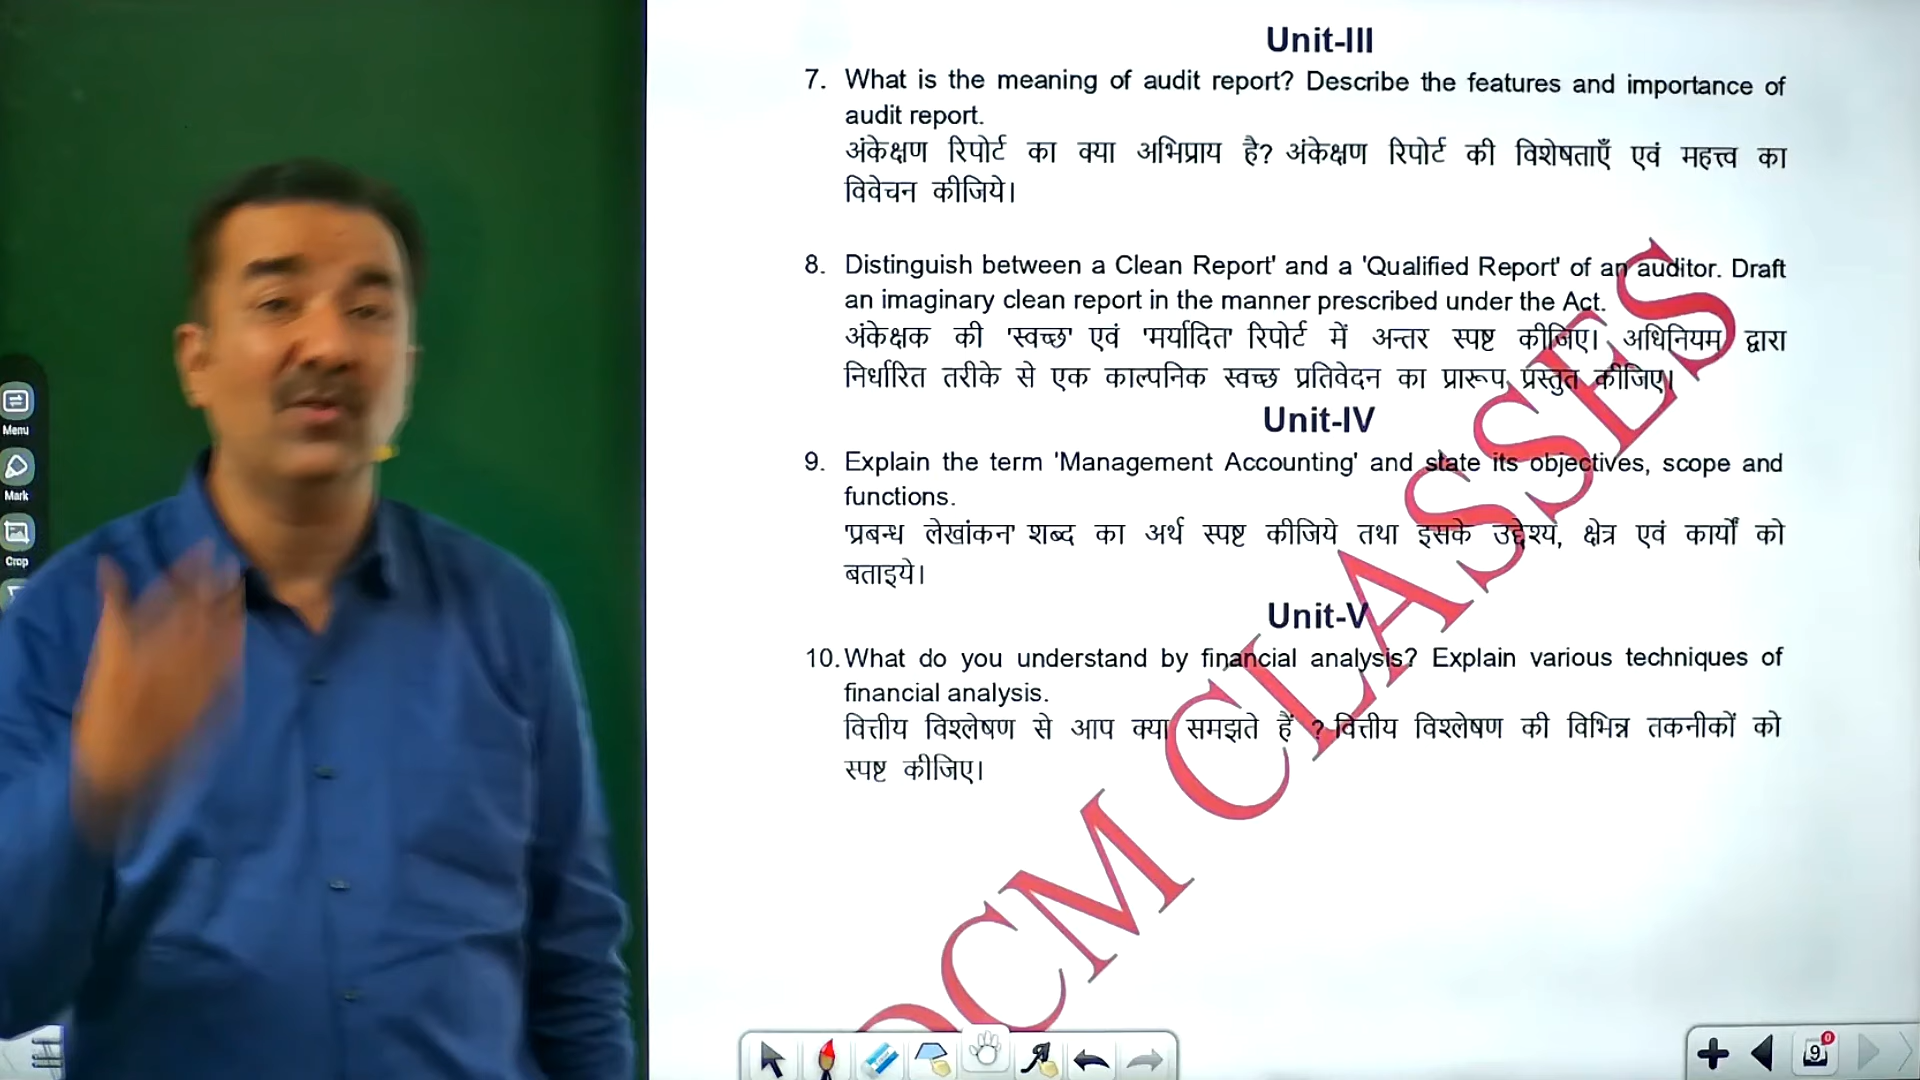 Unit-III
7. What is the meaning of audit report? Describe the features and importance of
audit report.
अंकेक्षण रिपोर्ट का क्या अभिप्राय है? अंकेक्षण रिपोर्ट की विशेषताएँ एवं महत्त्व का
विवेचन कीजिये।
8. Distinguish between a Clean Report' and a 'Qualified Report' of an auditor. Draft
an imaginary clean report in the manner prescribed under the Act.
अंकेक्षक की 'स्वच्छ' एवं 'मर्यादित' रिपोर्ट में अन्तर स्पष्ट कीजिए। अधिनियम द्वारा
निर्धारित तरीके से एक काल्पनिक स्वच्छ प्रतिवेदन का प्रारूप प्रस्तुत कीजिए।
Unit-IV
9. Explain the term 'Management Accounting' and state its objectives, scope and
functions.
'प्रबन्ध लेखांकन' शब्द का अर्थ स्पष्ट कीजिये तथा इसके उद्देश्य, क्षेत्र एवं कार्यों को
बताइये।
Unit-V
10. What do you understand by financial analysis? Explain various techniques of
financial analysis.
वित्तीय विश्लेषण से आप क्या समझते हैं ? वित्तीय विश्लेषण की विभिन्न तकनीकों को
स्पष्ट कीजिए।
CM CLASSES
Menu
Mark
Crop
9
0